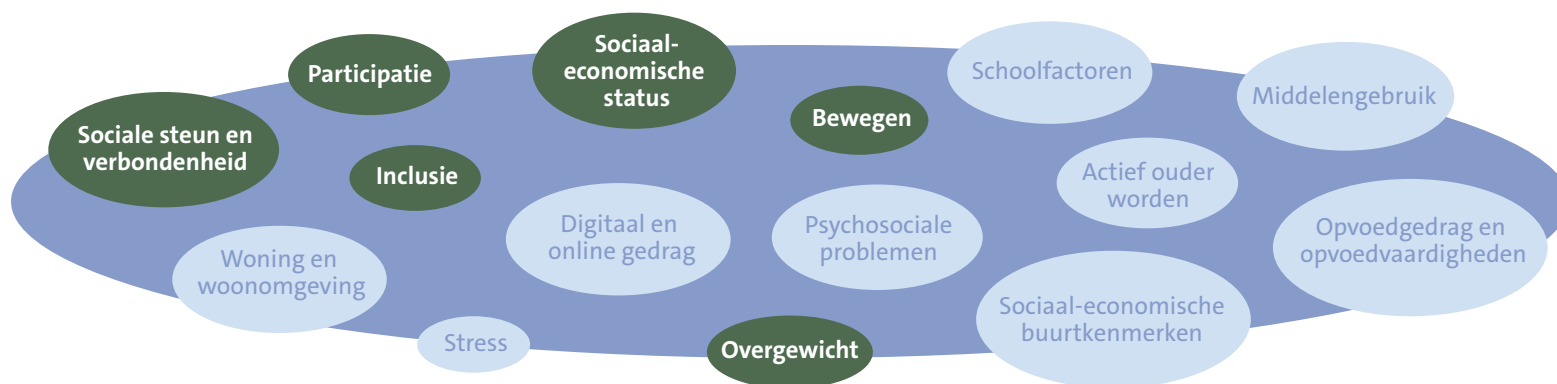 Sociaal-
economische
status
Participatie
Schoolfactoren
Middelengebruik
Sociale steun en
verbondenheid
Bewegen
Inclusie
Actief ouder
worden
Digitaal en
online gedrag
Psychosociale
problemen
Opvoedgedrag en
opvoedvaardigheden
Woning en
woonomgeving
Sociaal-economische
buurtkenmerken
Stress
Overgewicht